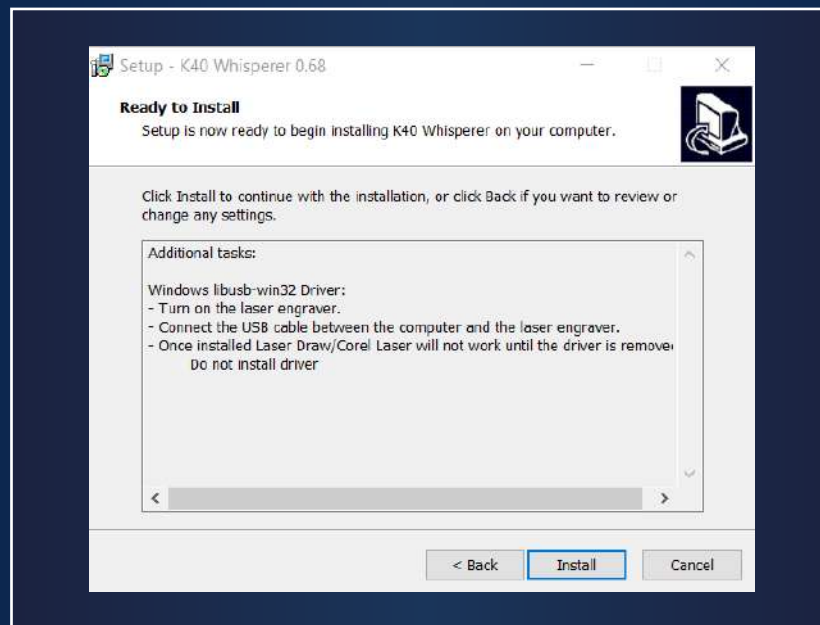 Setup - K40 Whisperer 0.68
Ready to Install
Setup is now ready to begin installing K40 Whisperer on your computer.
Click Install to continue with the installation, or click Back if you want to review or
change any settings.
Additional tasks:
Windows libusb-win32 Driver:
- Turn on the laser engraver.
- Connect the USB cable between the computer and the laser engraver.
- Once installed Laser Draw/Corel Laser will not work until the driver is remove
Do not install driver
< Back
Install
Cancel